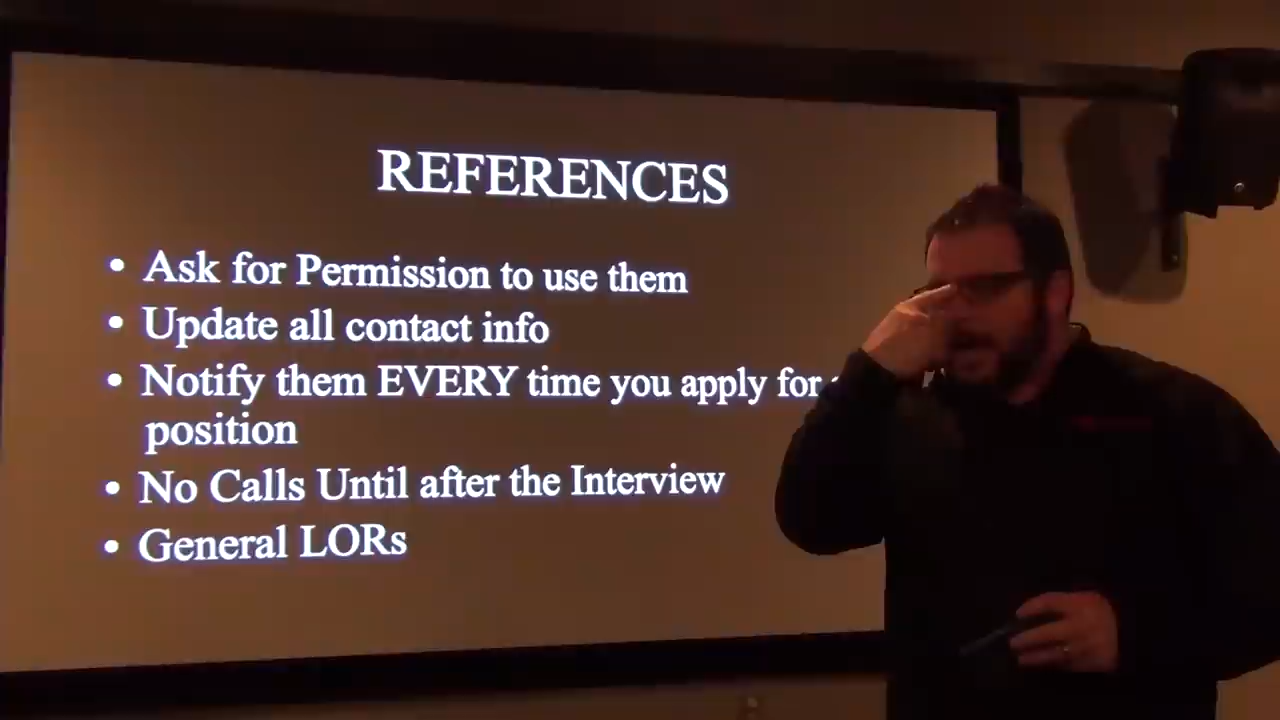 REFERENCES
• Ask for Permission to use them
• Update all contact info
• Notify them EVERY time you apply for
position
• No Calls Until after the Interview
• General LORs